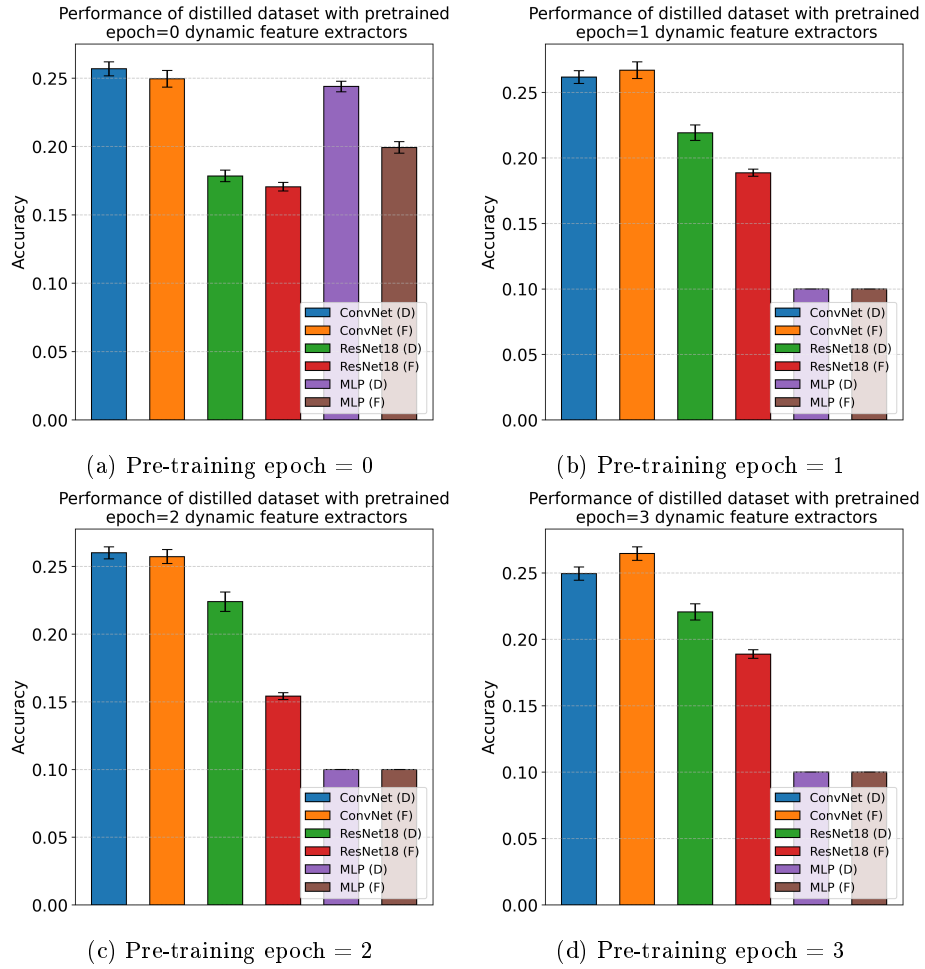 Performance of distilled dataset with pretrained
epoch=0 dynamic feature extractors
Accuracy
0.25
0.20
0.15
0.10
0.05
0.00
ConvNet (D)
ConvNet (F)
ResNet18 (D)
ResNet18 (F)
MLP (D)
MLP (F)
(a) Pre-training epoch = 0
Performance of distilled dataset with pretrained
epoch=1 dynamic feature extractors
Accuracy
0.25
0.20
0.15
0.10
0.05
0.00
ConvNet (D)
ConvNet (F)
ResNet18 (D)
ResNet18 (F)
MLP (D)
MLP (F)
(b) Pre-training epoch = 1
Performance of distilled dataset with pretrained
epoch=2 dynamic feature extractors
Accuracy
0.25
0.20
0.15
0.10
0.05
0.00
ConvNet (D)
ConvNet (F)
ResNet18 (D)
ResNet18 (F)
MLP (D)
MLP (F)
(c) Pre-training epoch = 2
Performance of distilled dataset with pretrained
epoch=3 dynamic feature extractors
Accuracy
0.25
0.20
0.15
0.10
0.05
0.00
ConvNet (D)
ConvNet (F)
ResNet18 (D)
ResNet18 (F)
MLP (D)
MLP (F)
(d) Pre-training epoch = 3